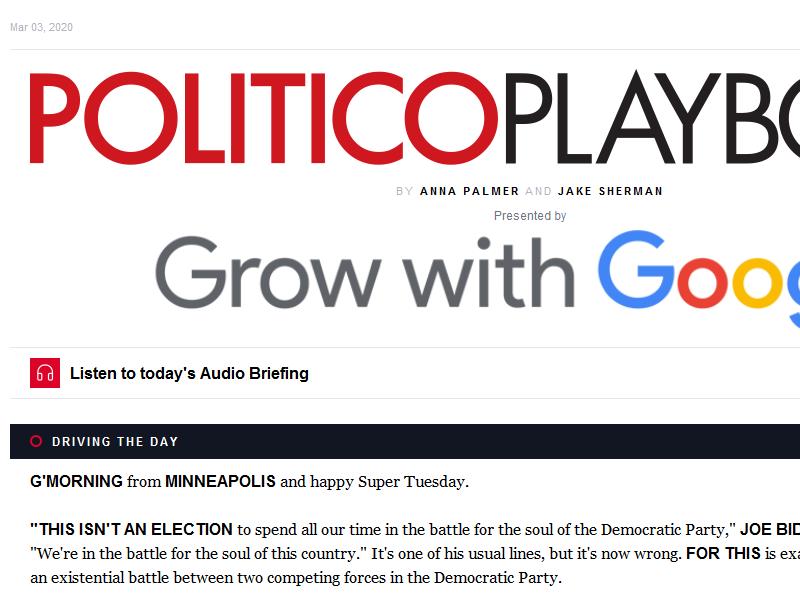 Mar 03, 2020
POLITICOPLAYBO
BY ANNA PALMER AND JAKE SHERMAN
Presented by
Grow with Goog
Listen to today's Audio Briefing
DRIVING THE DAY
G'MORNING from MINNEAPOLIS and happy Super Tuesday.
"THIS ISN'T AN ELECTION to spend all our time in the battle for the soul of the Democratic Party," JOE BID
"We're in the battle for the soul of this country." It's one of his usual lines, but it's now wrong. FOR THIS is exa
an existential battle between two competing forces in the Democratic Party.